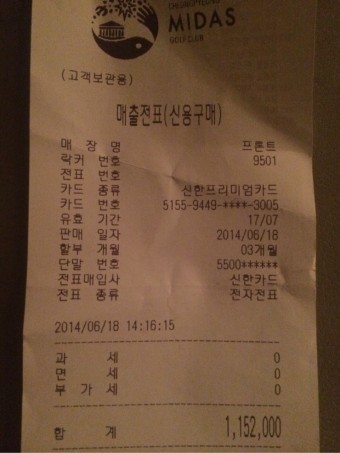 MIDAS
GOLF CLUB
(고객보관용)
매출전표(신용구매)
매 장 명 프론트
락커 번호 9501
전표 번호
카드 종류 신한프리미엄카드
카드 번호 5155-9449-****-3005
유효 기간 17/07
판매 일자 2014/06/18
할부 개월 03개월
단말 번호 5500******
전표매입사 신한카드
전표 종류 전자전표
2014/06/18 14:16:15
과 세 0
면 세 0
부 가 세 0
합 계 1,152,000